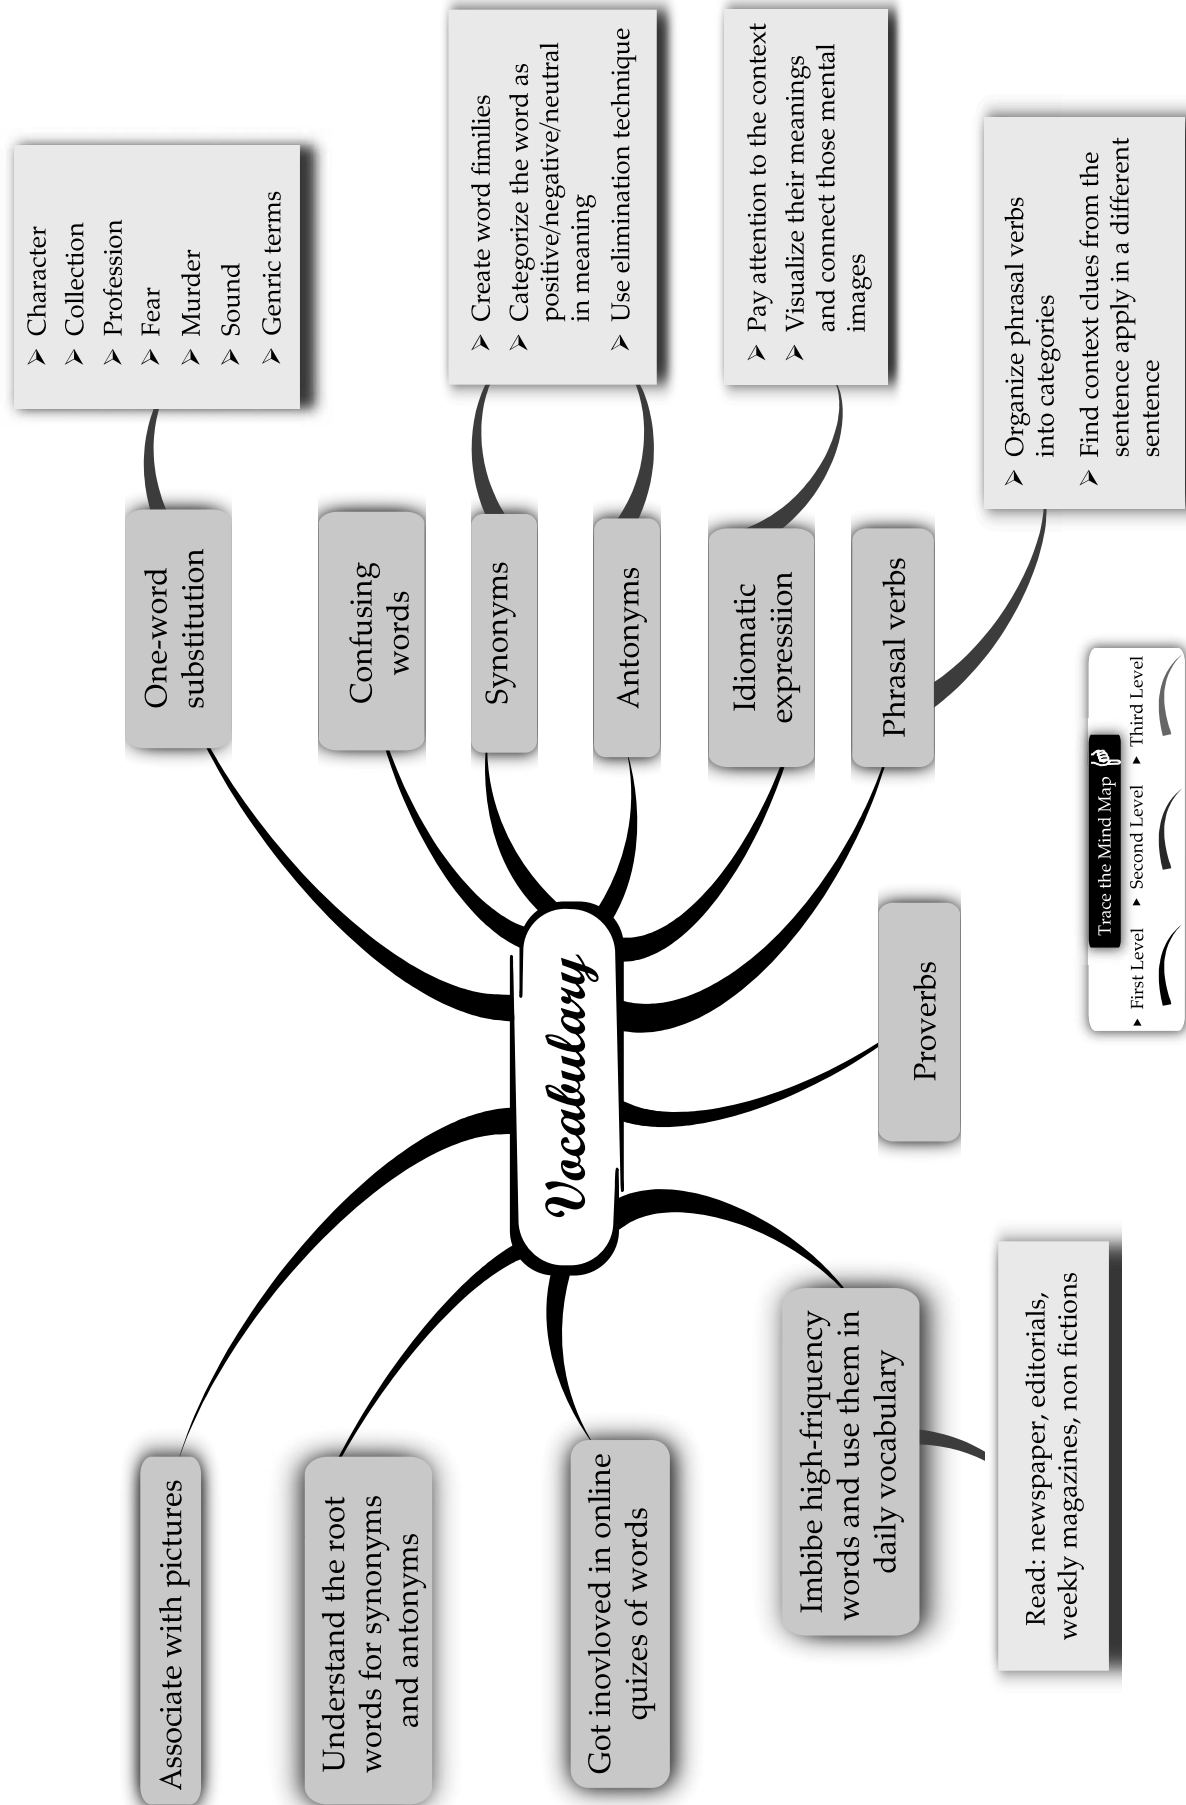 Vocabulary
One-word
substitution
➢ Character
➢ Collection
➢ Profession
➢ Fear
➢ Murder
➢ Sound
➢ Genric terms
Confusing
words
Synonyms
Antonyms
➢ Create word fimilies
➢ Categorize the word as
positive/negative/neutral
in meaning
➢ Use elimination technique
Idiomatic
expressiion
➢ Pay attention to the context
➢ Visualize their meanings
and connect those mental
images
Phrasal verbs
➢ Organize phrasal verbs
into categories
➢ Find context clues from the
sentence apply in a different
sentence
Proverbs
Imbibe high-friquency
words and use them in
daily vocabulary
Read: newspaper, editorials,
weekly magazines, non fictions
Got inovloved in online
quizes of words
Understand the root
words for synonyms
and antonyms
Associate with pictures
Trace the Mind Map
▸ First Level ▸ Second Level ▸ Third Level